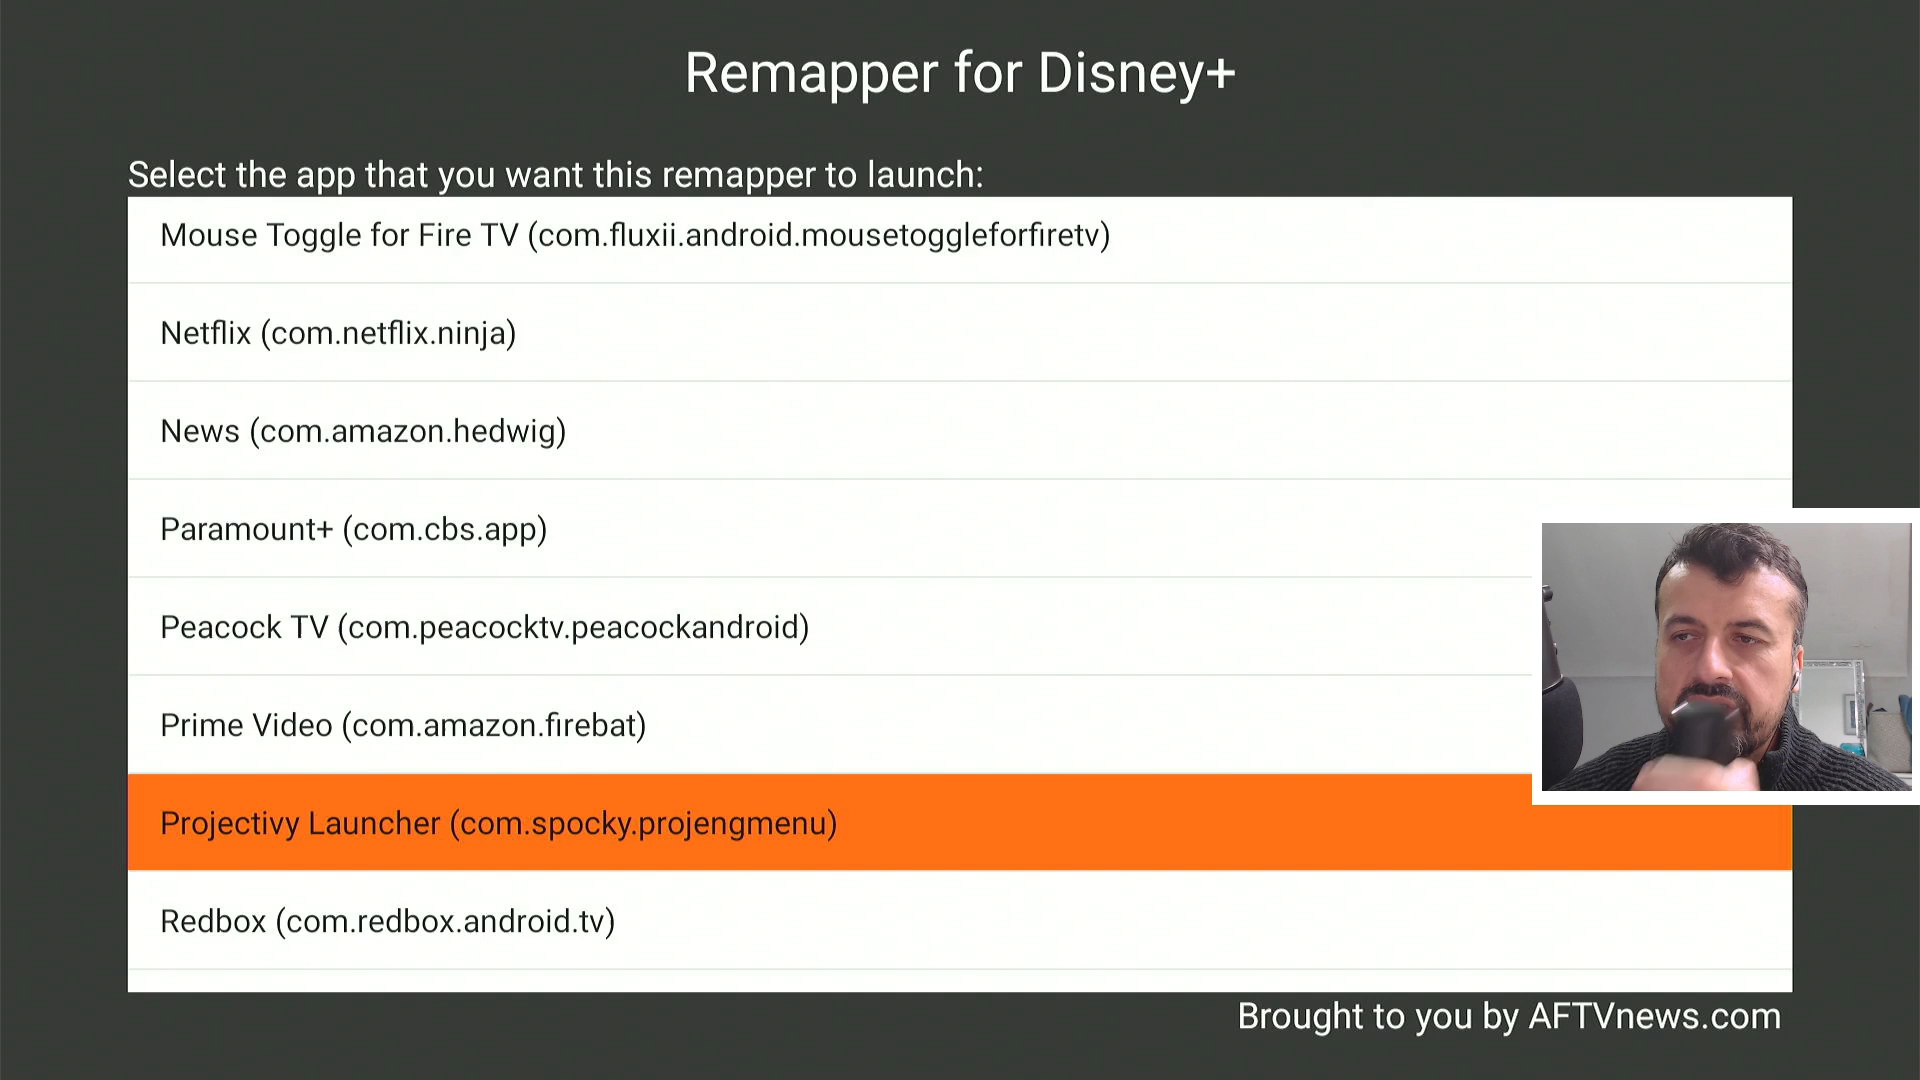 Remapper for Disney+
Select the app that you want this remapper to launch:
Mouse Toggle for Fire TV (com.fluxii.android.mousetoggleforfiretv)
Netflix (com.netflix.ninja)
News (com.amazon.hedwig)
Paramount+ (com.cbs.app)
Peacock TV (com.peacocktv.peacockandroid)
Prime Video (com.amazon.firebat)
Projectivy Launcher (com.spocky.projengmenu)
Redbox (com.redbox.android.tv)
Brought to you by AFTVnews.com